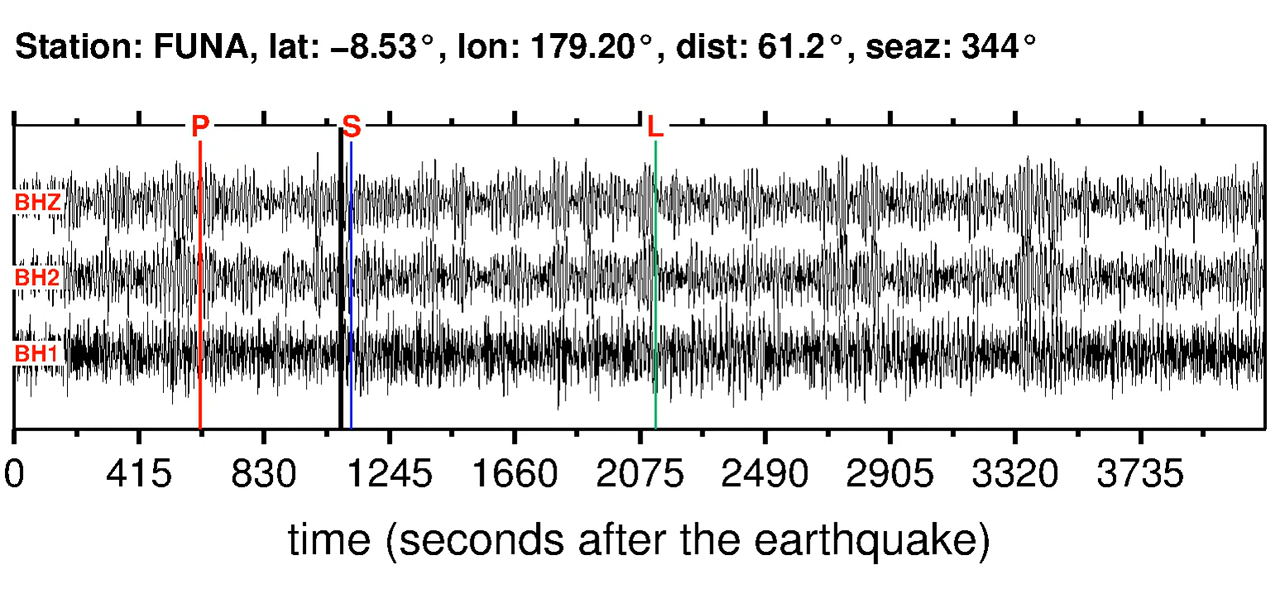 Station: FUNA, lat: −8.53°, lon: 179.20°, dist: 61.2°, seaz: 344°
P S L
BHZ
BH2
BH1
0 415 830 1245 1660 2075 2490 2905 3320 3735
time (seconds after the earthquake)